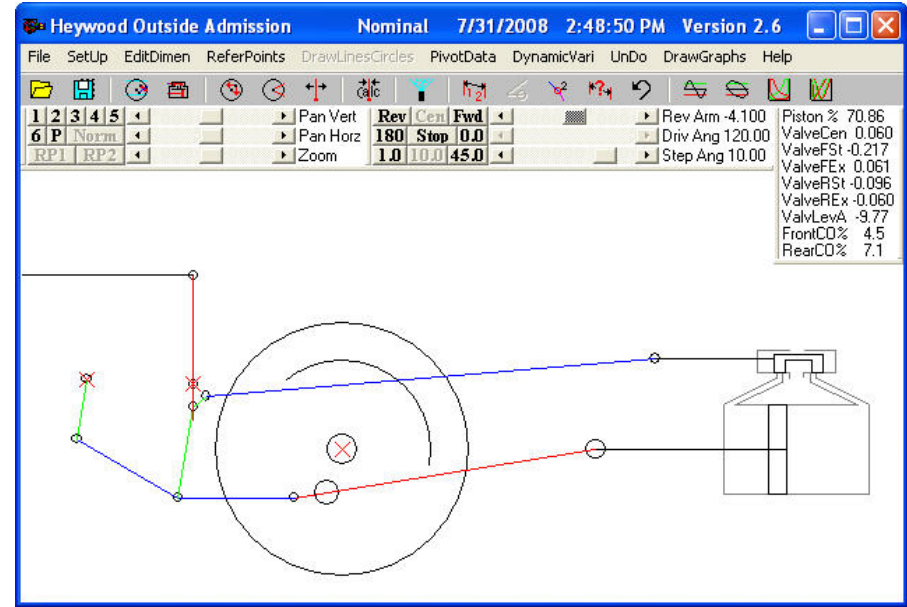 Heywood Outside Admission Nominal 7/31/2008 2:48:50 PM Version 2.6
File SetUp EditDimen ReferPoints DrawLinesCircles PivotData DynamicVari UnDo DrawGraphs Help
calc
1 2 3 4 5 Pan Vert Rev Cen Fwd Rev Arm -4.100
6 P Norm Pan Horz 180 Stop 0.0 Driv Ang 120.00
RP1 RP2 Zoom 1.0 10.0 45.0 Step Ang 10.00
Piston % 70.86
ValveCen 0.060
ValveFSt -0.217
ValveFEx 0.061
ValveRSt -0.096
ValveREx -0.060
ValvLevA -9.77
FrontCO% 4.5
RearCO% 7.1